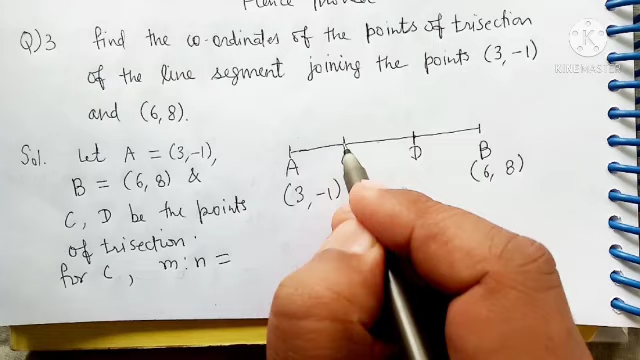 Hence proved
Q)3 find the co-ordinates of the points of trisection
of the line segment joining the points (3,-1)
and (6,8).
Sol. Let A = (3,-1),
B = (6,8) &
C, D be the points
of trisection.
for C, m:n =
A D B
(3,-1) (6,8)
KINEMASTER